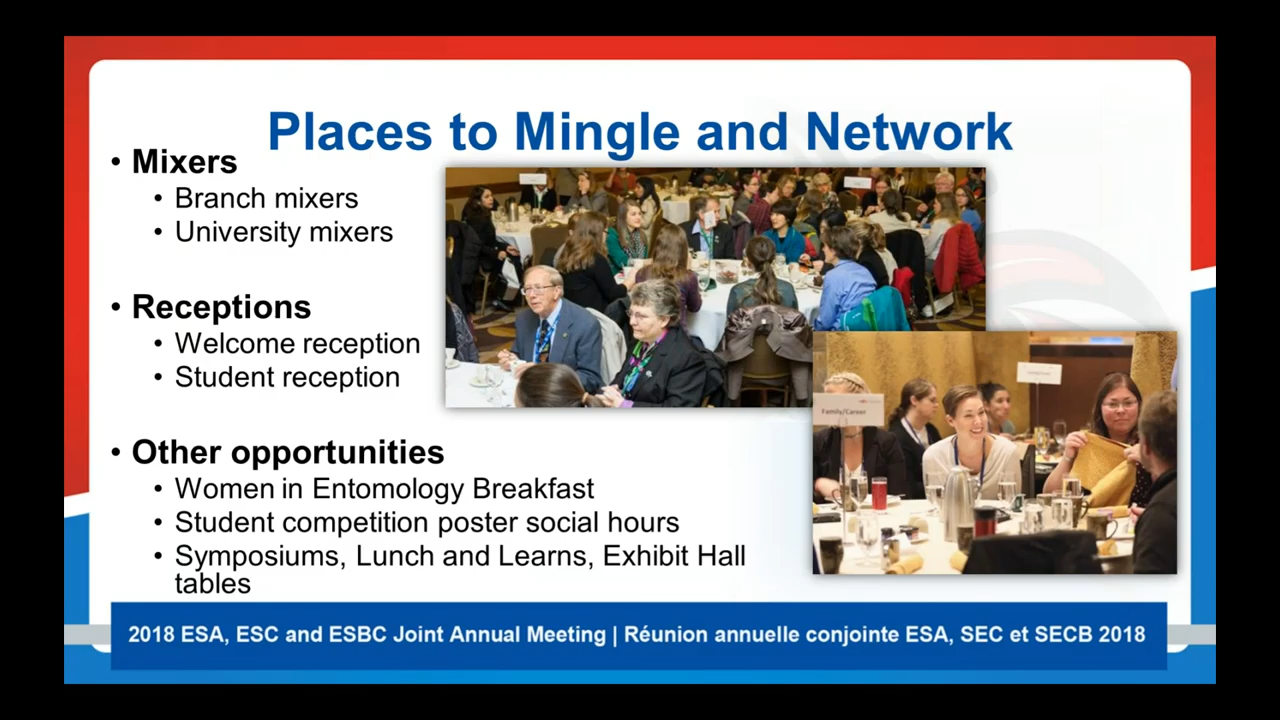 Places to Mingle and Network
• Mixers
• Branch mixers
• University mixers
• Receptions
• Welcome reception
• Student reception
• Other opportunities
• Women in Entomology Breakfast
• Student competition poster social hours
• Symposiums, Lunch and Learns, Exhibit Hall
tables
Family/Career
2018 ESA, ESC and ESBC Joint Annual Meeting | Réunion annuelle conjointe ESA, SEC et SECB 2018